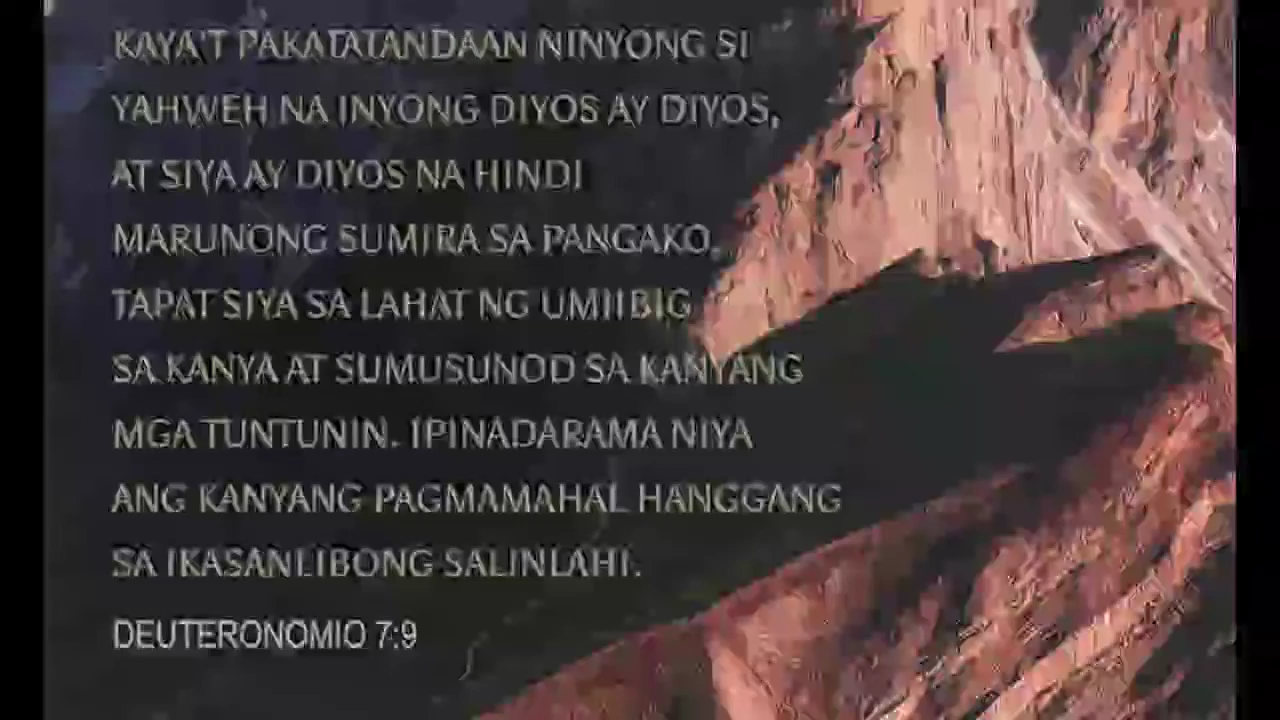 KAYA'T PAKATATANDAAN NINYONG SI
YAHWEH NA INYONG DIYOS AY DIYOS,
AT SIYA AY DIYOS NA HINDI
MARUNONG SUMIRA SA PANGAKO.
TAPAT SIYA SA LAHAT NG UMIIBIG
SA KANYA AT SUMUSUNOD SA KANYANG
MGA TUNTUNIN. IPINADARAMA NIYA
ANG KANYANG PAGMAMAHAL HANGGANG
SA IKASANLIBONG SALINLAHI.
DEUTERONOMIO 7:9